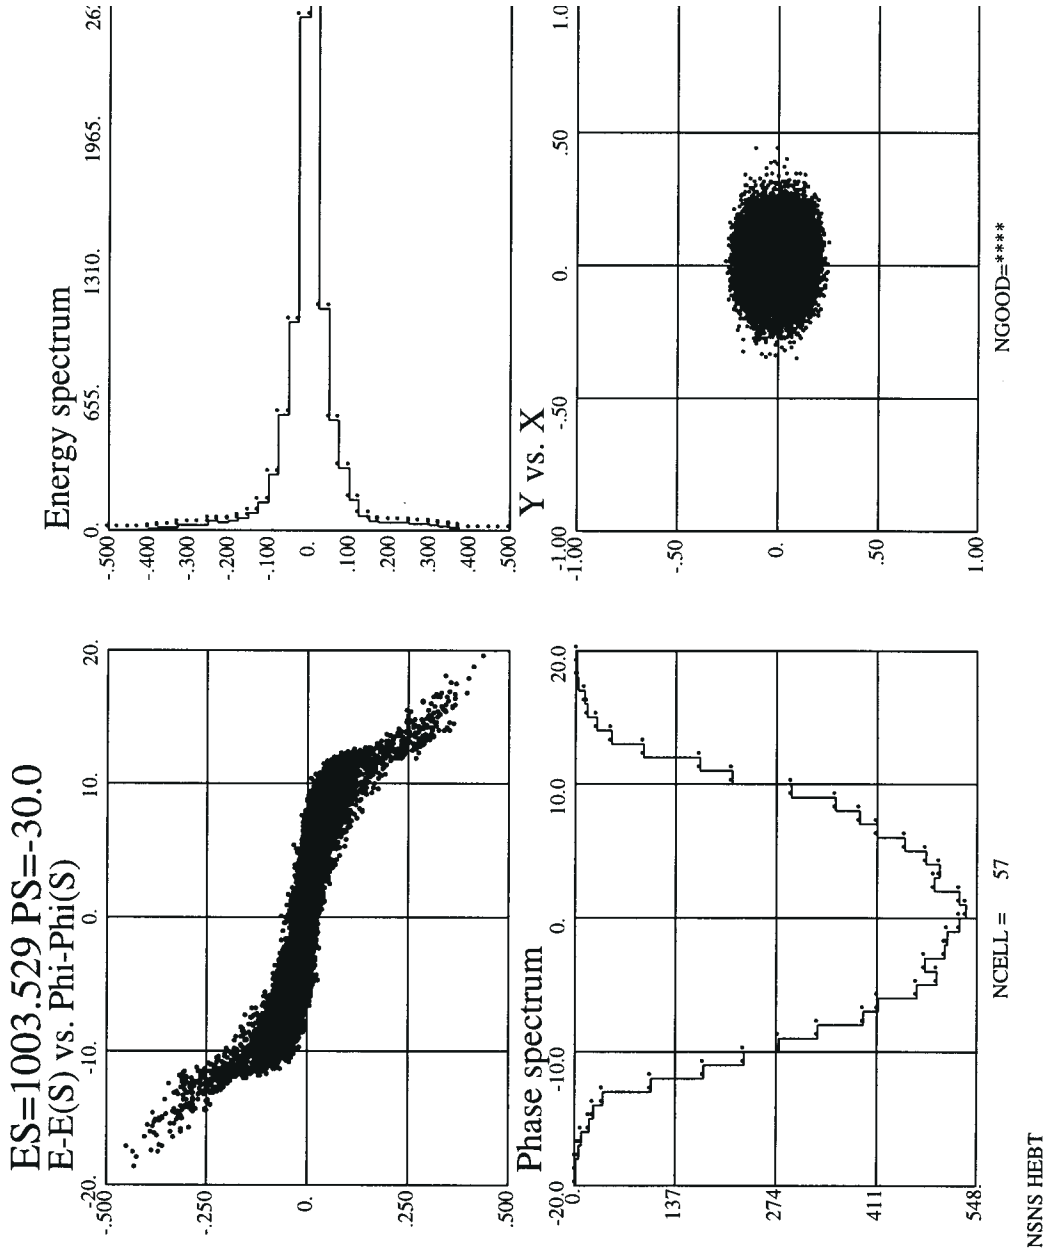 ES=1003.529 PS=-30.0
E-E(S) vs. Phi-Phi(S)
-20. -10. 0. 10. 20.
-.500
-.250
0.
.250
.500
Energy spectrum
0. 655. 1310. 1965. 26
-.500
-.400
-.300
-.200
-.100
0.
.100
.200
.300
.400
.500
Phase spectrum
-20.0 -10.0 0. 10.0 20.0
0
137
274
411
548
Y vs. X
-1.00 -.50 0. .50 1.0
-1.00
-.50
0.
.50
1.00
NCELL = 57
NGOOD=****
NSNS HEBT